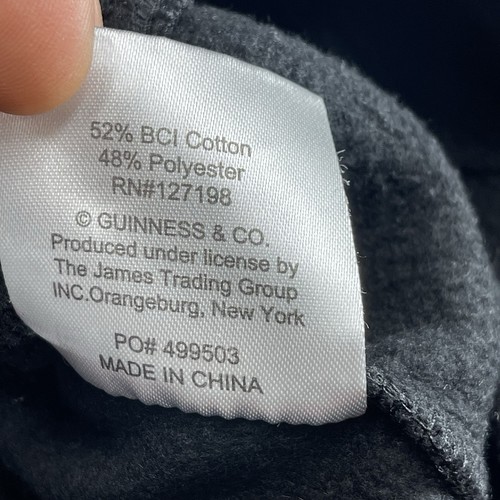 52% BCI Cotton
48% Polyester
RN#127198
© GUINNESS & CO.
Produced under license by
The James Trading Group
INC.Orangeburg, New York
PO# 499503
MADE IN CHINA